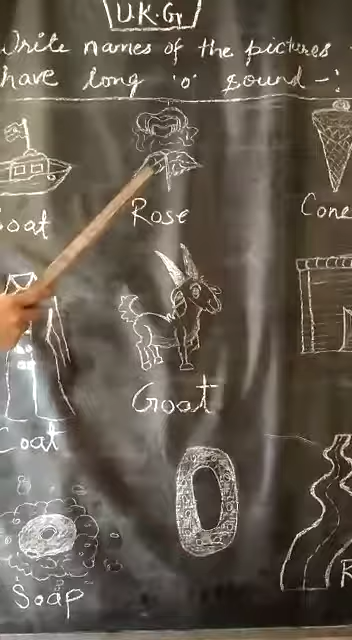 U.K.G
Write names of the pictures
have long 'o' sound -:
oat Rose Cone
Goat
Coat
Soap R